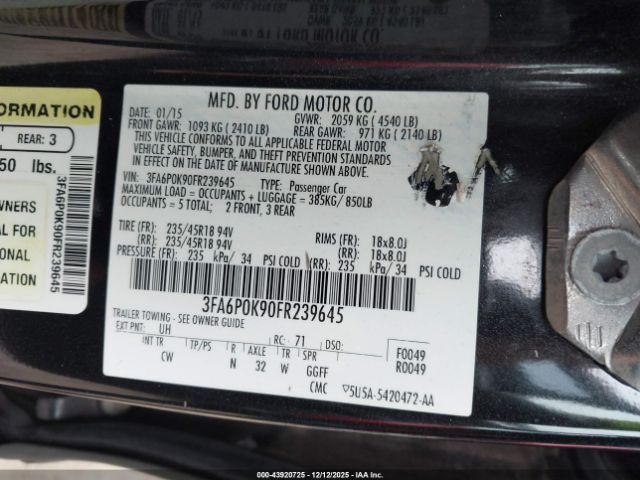 MFD. BY FORD MOTOR CO.
DATE: 01/15
GVWR: 2059 KG ( 4540 LB)
FRONT GAWR: 1093 KG ( 2410 LB)
REAR GAWR: 971 KG ( 2140 LB)
THIS VEHICLE CONFORMS TO ALL APPLICABLE FEDERAL MOTOR
VEHICLE SAFETY, BUMPER, AND THEFT PREVENTION STANDARDS
IN EFFECT ON THE DATE OF MANUFACTURE SHOWN ABOVE.
VIN: 3FA6P0K90FR239645 TYPE: Passenger Car
MAXIMUM LOAD = OCCUPANTS + LUGGAGE = 385KG/ 850LB
OCCUPANTS = 5 TOTAL; 2 FRONT, 3 REAR
TIRE (FR): 235/45R18 94V RIMS (FR): 18x8.0J
(RR): 235/45R18 94V (RR): 18x8.0J
PRESSURE (FR): 235 kPa/ 34 PSI COLD (RR): 235 kPa/ 34 PSI COLD
3FA6P0K90FR239645
TRAILER TOWING - SEE OWNER GUIDE
EXT PNT: UH RC: 71 DSO: F0049
R0049
INT TR TP/PS R AXLE TR SPR
CW N 32 W GGFF
CMC 5U5A-5420472-AA
FORMATION
REAR: 3
50 lbs.
WNERS
AL FOR
ONAL
ATION
3FA6P0K90FR239645
FORD MOTOR CO.
000-43920725 - 12/12/2025 - IAAI.COM